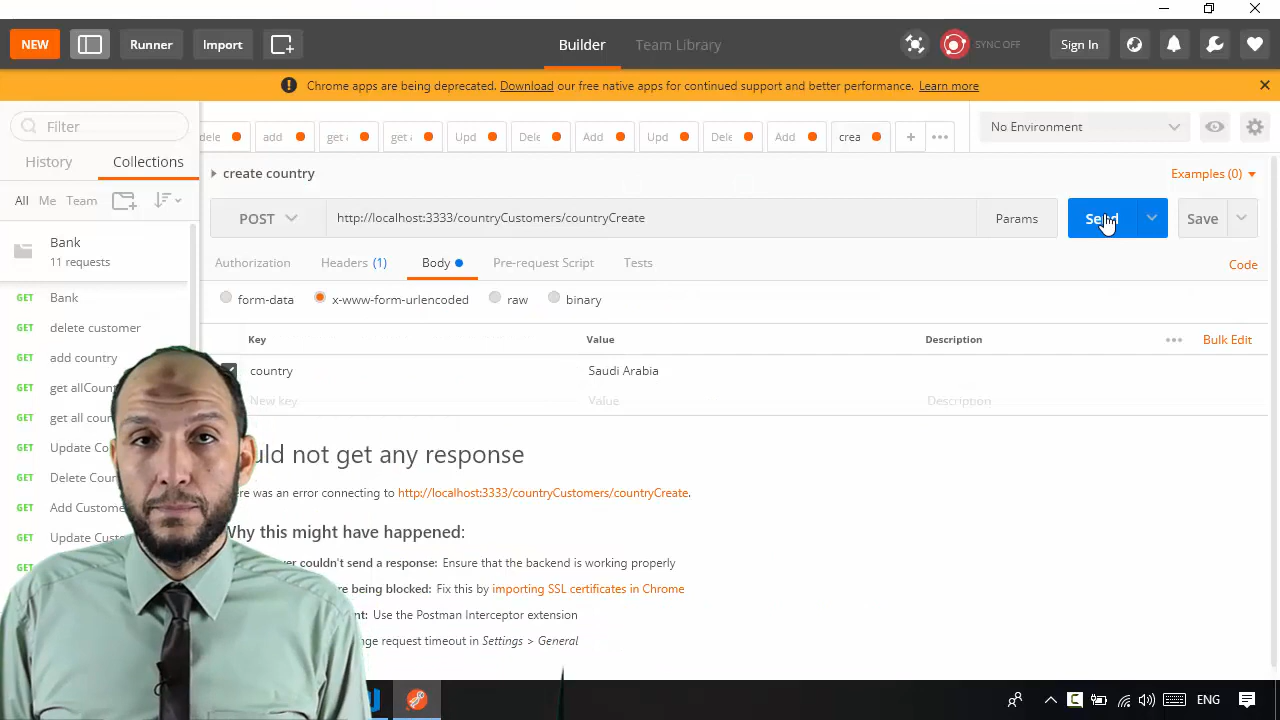 NEW Runner Import Builder Team Library SYNC OFF Sign In
Chrome apps are being deprecated. Download our free native apps for continued support and better performance. Learn more
Filter
dele add get a get a Upd Dele Add Upd Dele Add crea + No Environment
History Collections
create country Examples (0)
All Me Team
POST http://localhost:3333/countryCustomers/countryCreate Params Send Save
Bank
11 requests
Authorization Headers (1) Body Pre-request Script Tests Code
GET Bank
form-data x-www-form-urlencoded raw binary
GET delete customer
Key Value Description Bulk Edit
GET add country
country Saudi Arabia
GET get allCount
New key Value Description
GET get all coun
GET Update Co
uld not get any response
GET Delete Coun
re was an error connecting to http://localhost:3333/countryCustomers/countryCreate.
GET Add Custome
Why this might have happened:
GET Update Custo
ver couldn't send a response: Ensure that the backend is working properly
re being blocked: Fix this by importing SSL certificates in Chrome
nt: Use the Postman Interceptor extension
nge request timeout in Settings > General
ENG